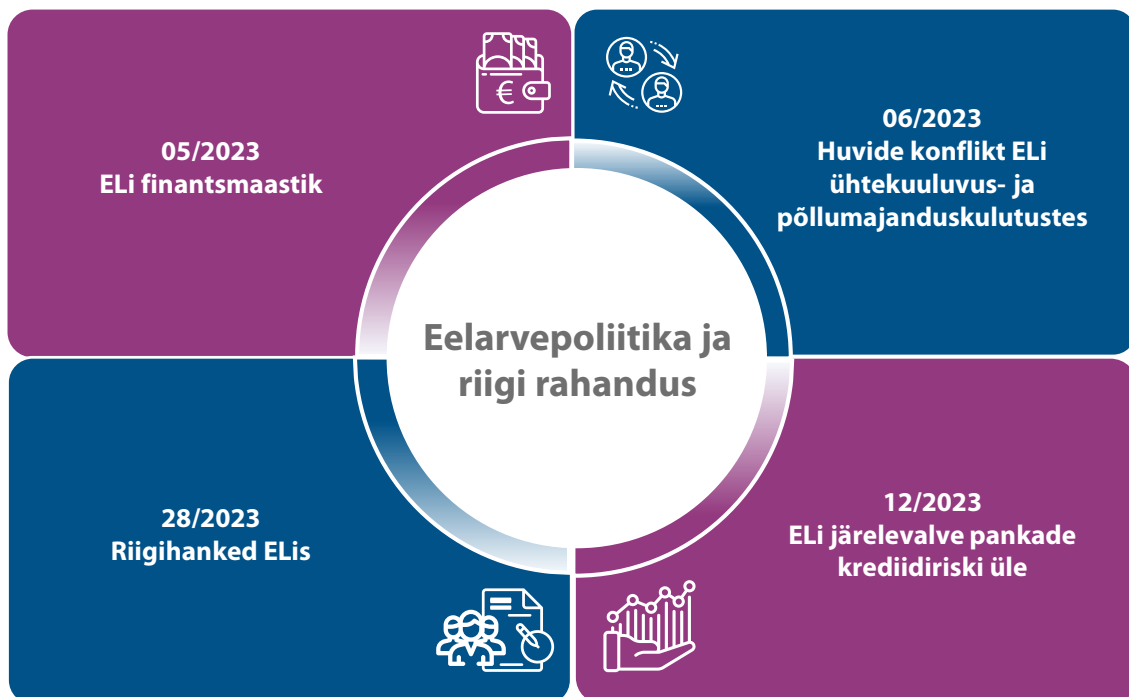 05/2023
ELi finantsmaastik
06/2023
Huvide konflikt ELi
ühtekuuluvus- ja
põllumajanduskulutustes
Eelarvepoliitika ja
riigi rahandus
28/2023
Riigihanked ELis
12/2023
ELi järelevalve pankade
krediidiriski üle